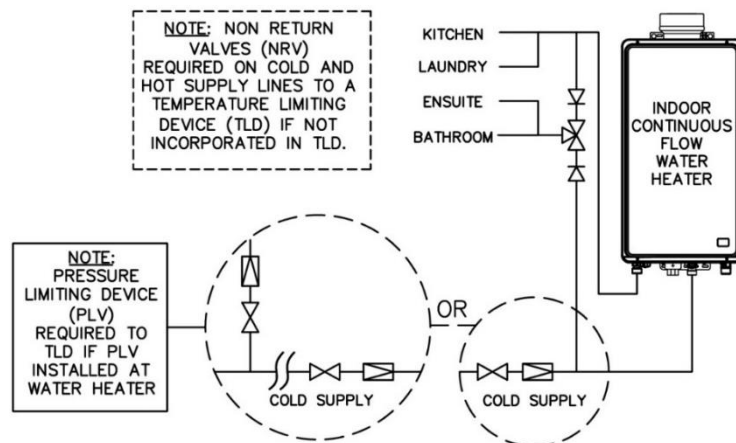 NOTE: NON RETURN
VALVES (NRV)
REQUIRED ON COLD AND
HOT SUPPLY LINES TO A
TEMPERATURE LIMITING
DEVICE (TLD) IF NOT
INCORPORATED IN TLD.
KITCHEN
LAUNDRY
ENSUITE
BATHROOM
INDOOR
CONTINUOUS
FLOW
WATER
HEATER
NOTE:
PRESSURE
LIMITING DEVICE
(PLV)
REQUIRED TO
TLD IF PLV
INSTALLED AT
WATER HEATER
OR
COLD SUPPLY
COLD SUPPLY